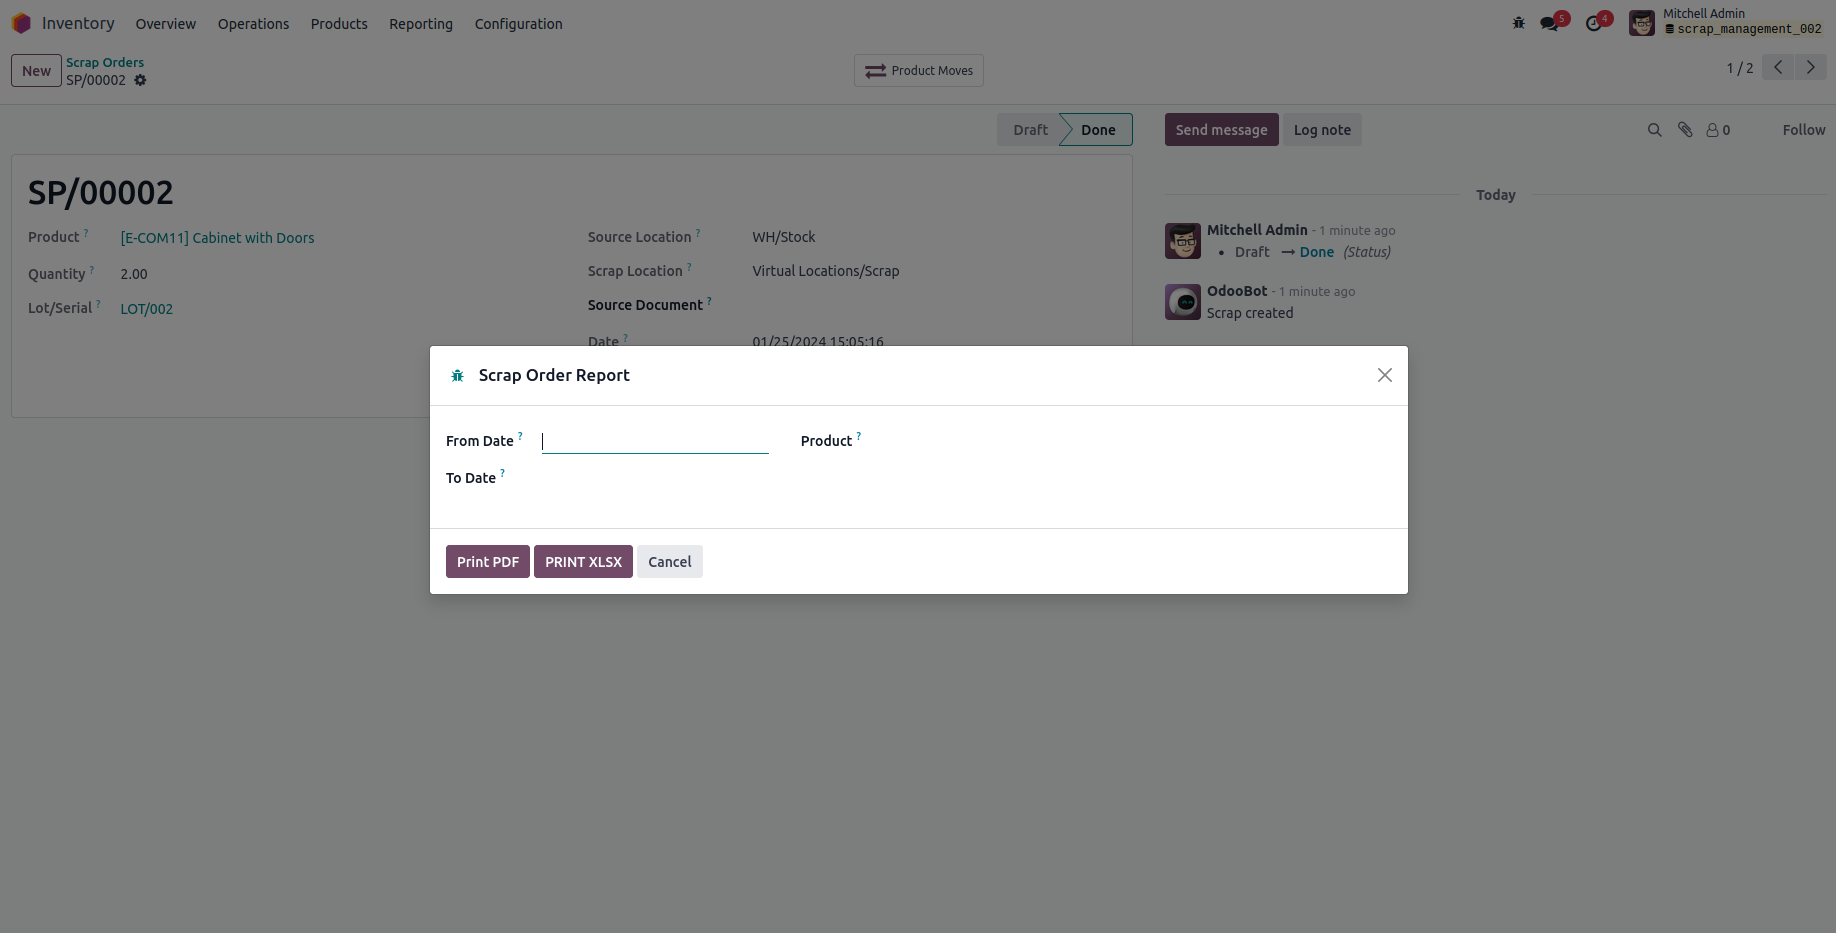 Inventory Overview Operations Products Reporting Configuration
5 4 Mitchell Admin
scrap_management_002
New Scrap Orders
SP/00002
Product Moves
1 / 2
Draft Done
Send message Log note 0 Follow
SP/00002
Product ? [E-COM11] Cabinet with Doors
Quantity ? 2.00
Lot/Serial ? LOT/002
Source Location ? WH/Stock
Scrap Location ? Virtual Locations/Scrap
Source Document ?
Date ? 01/25/2024 15:05:16
Today
Mitchell Admin - 1 minute ago
• Draft → Done (Status)
OdooBot - 1 minute ago
Scrap created
Scrap Order Report
From Date ? Product ?
To Date ?
Print PDF PRINT XLSX Cancel